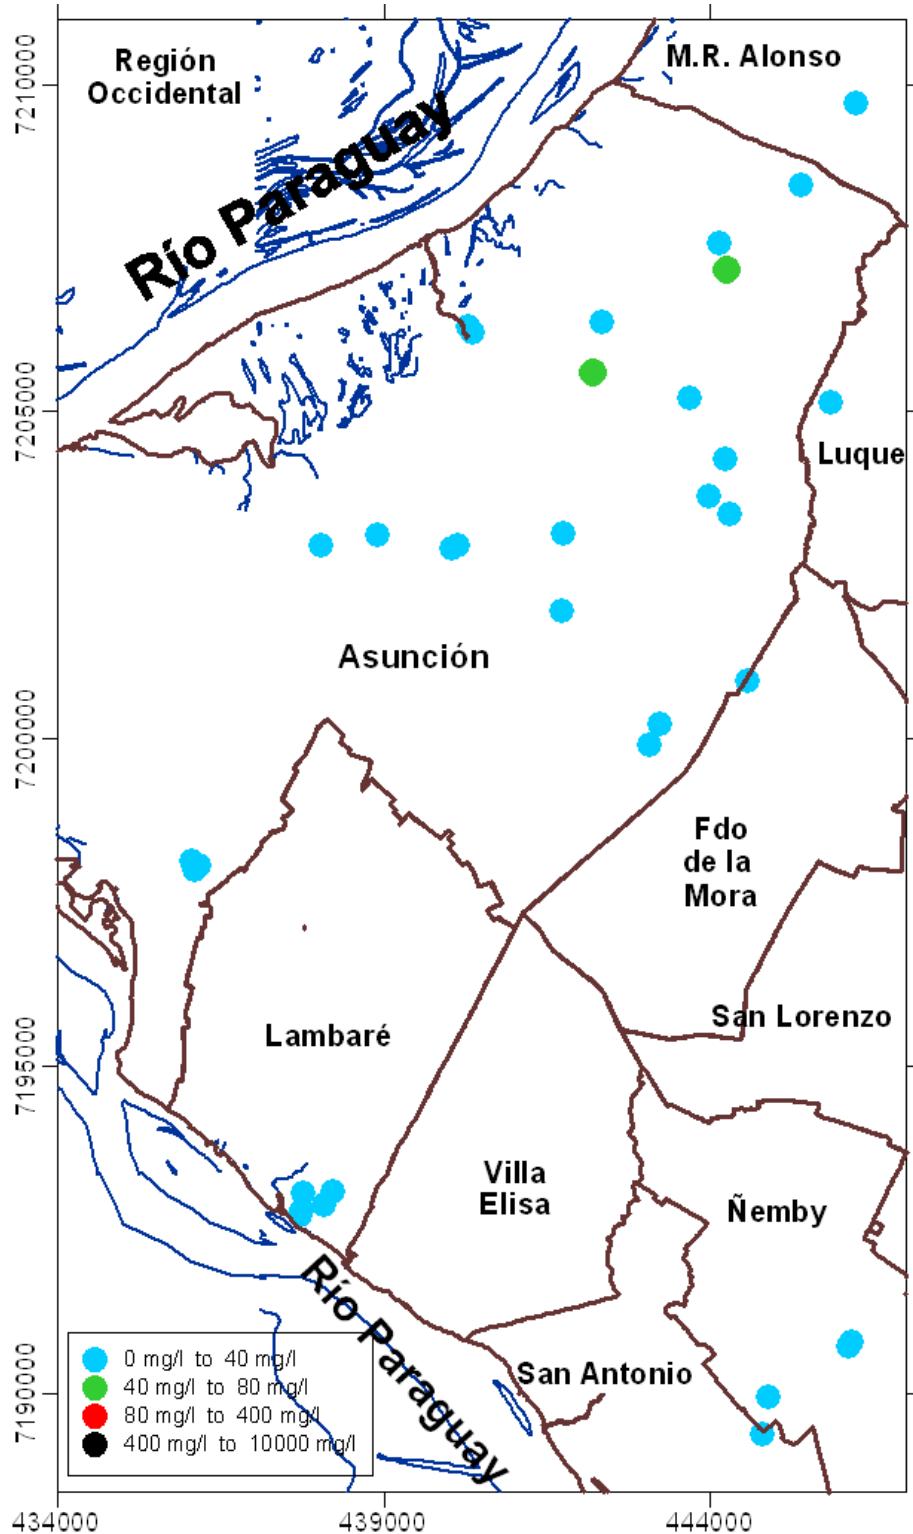 Región
Occidental
M.R. Alonso
Río Paraguay
Luque
Asunción
Fdo
de la
Mora
San Lorenzo
Lambaré
Villa
Elisa
Ñemby
Río Paraguay
San Antonio
0 mg/l to 40 mg/l
40 mg/l to 80 mg/l
80 mg/l to 400 mg/l
400 mg/l to 10000 mg/l
7210000
7205000
7200000
7195000
7190000
434000
439000
444000